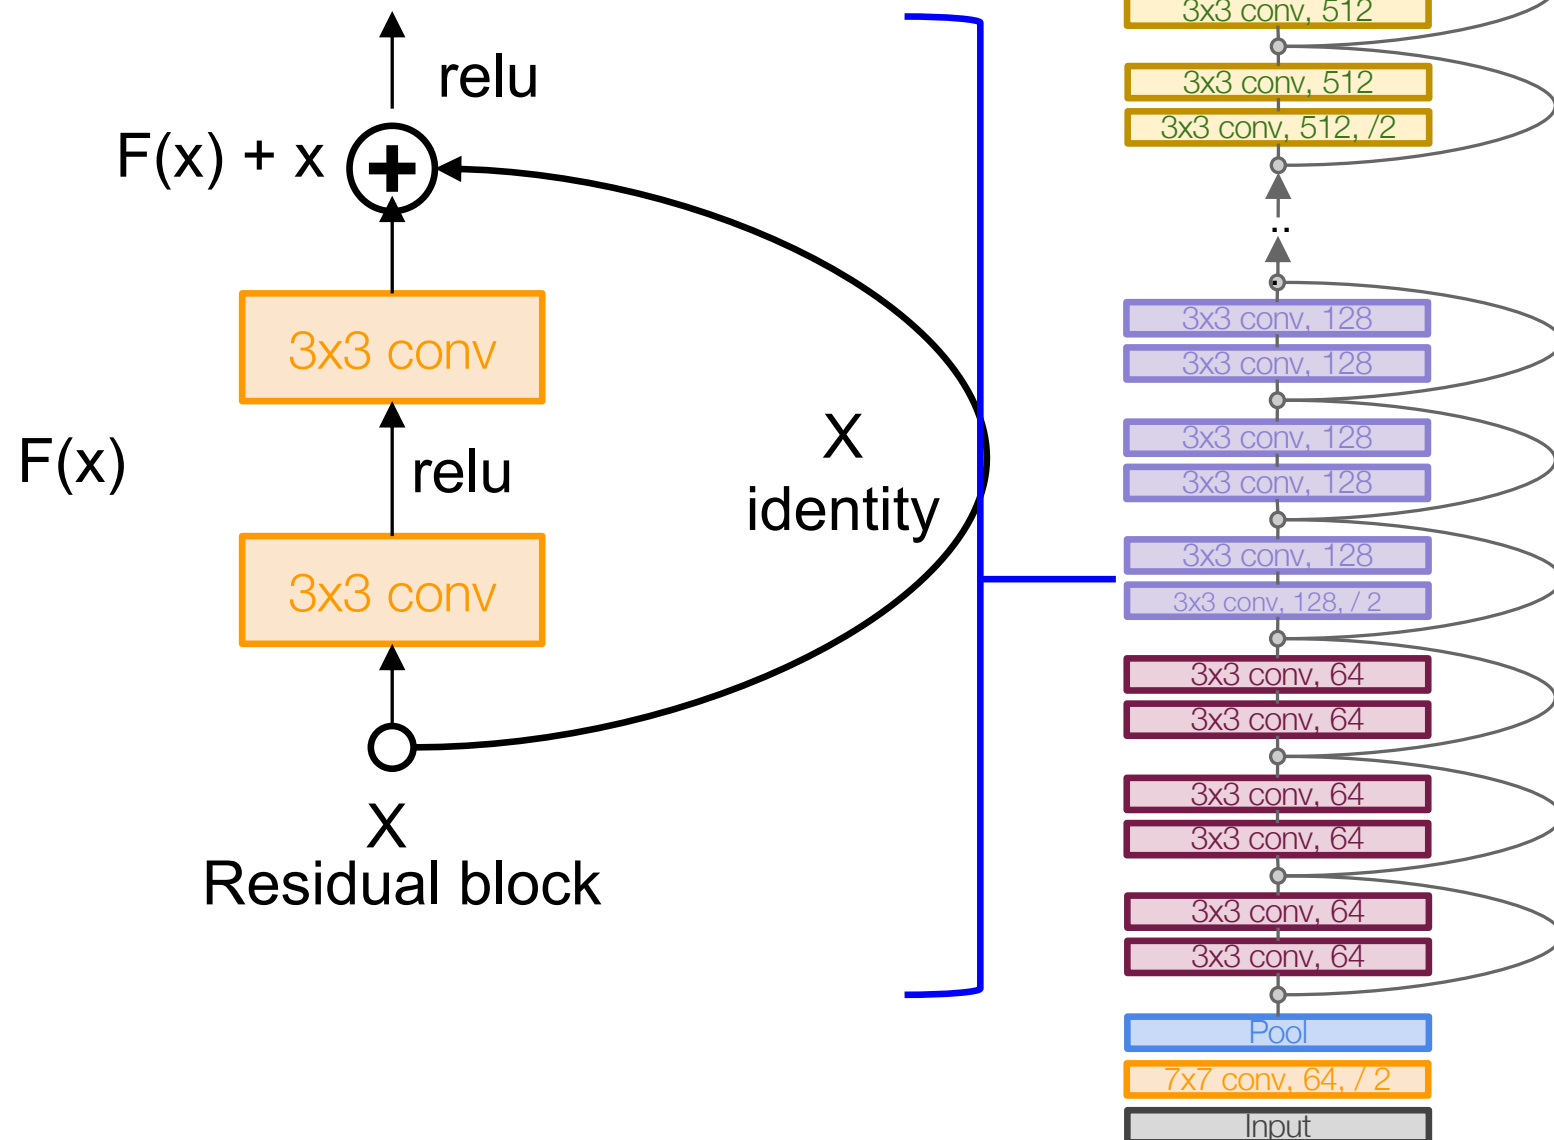 relu
F(x) + x
3x3 conv
F(x)
relu
X
identity
3x3 conv
X
Residual block
3x3 conv, 512
3x3 conv, 512
3x3 conv, 512, /2
..
.
3x3 conv, 128
3x3 conv, 128
3x3 conv, 128
3x3 conv, 128
3x3 conv, 128
3x3 conv, 128, / 2
3x3 conv, 64
3x3 conv, 64
3x3 conv, 64
3x3 conv, 64
3x3 conv, 64
3x3 conv, 64
Pool
7x7 conv, 64, / 2
Input